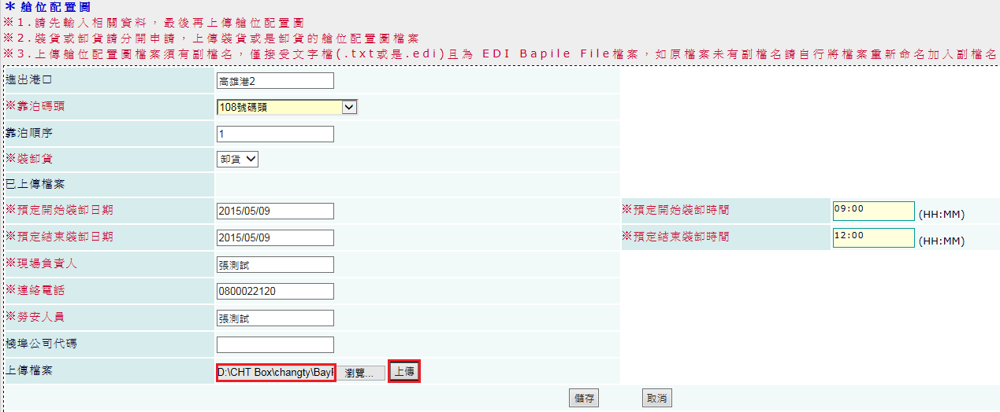 ＊艙位配置圖
※1.請先輸入相關資料，最後再上傳艙位配置圖
※2.裝貨或卸貨請分開申請，上傳裝貨或是卸貨的艙位配置圖檔案
※3.上傳艙位配置圖檔案須有副檔名，僅接受文字檔(.txt或是.edi)且為 EDI Bapile File檔案，如原檔案未有副檔名請自行將檔案重新命名加入副檔名
進出港口 高雄港2
※靠泊碼頭 108號碼頭
靠泊順序 1
※裝卸貨 卸貨
已上傳檔案
※預定開始裝卸日期 2015/05/09 ※預定開始裝卸時間 09:00 (HH:MM)
※預定結束裝卸日期 2015/05/09 ※預定結束裝卸時間 12:00 (HH:MM)
※現場負責人 張測試
※連絡電話 0800022120
※勞安人員 張測試
棧埠公司代碼
上傳檔案 D:\CHT Box\changty\Bay 瀏覽... 上傳
儲存 取消